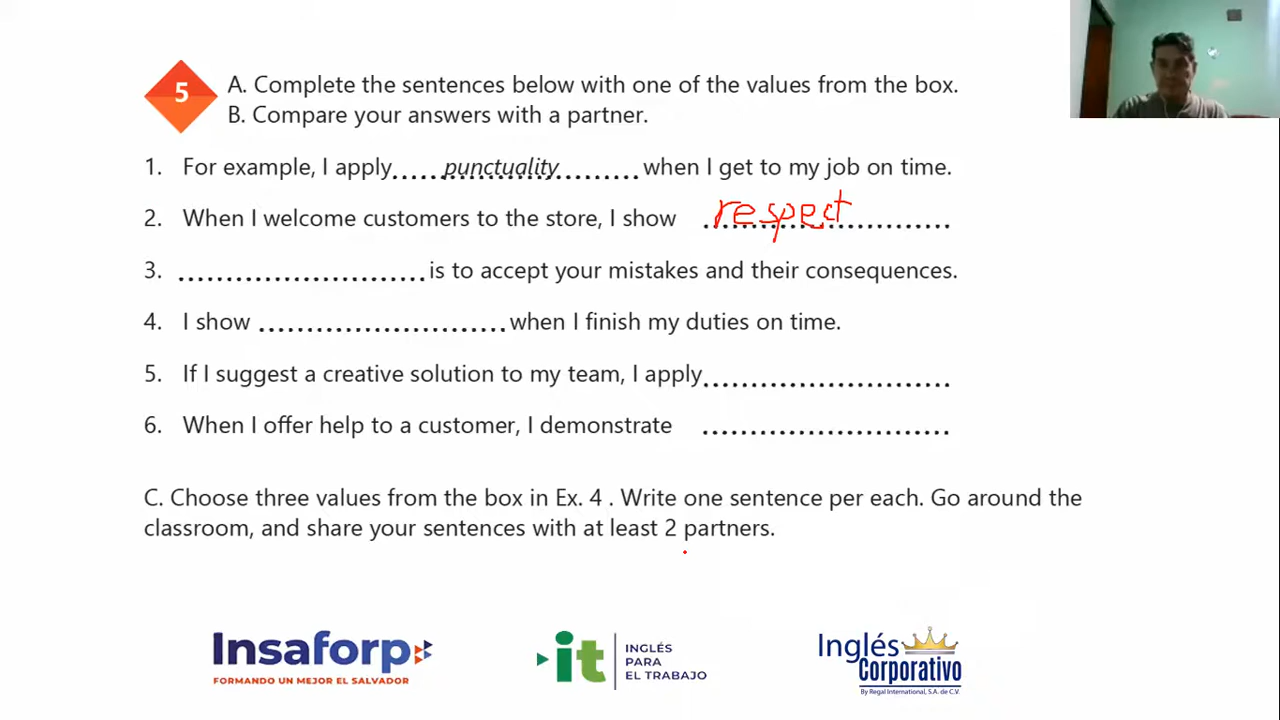 5
A. Complete the sentences below with one of the values from the box.
B. Compare your answers with a partner.
1. For example, I apply......punctuality.......... when I get to my job on time.
2. When I welcome customers to the store, I show respect..........................
3. .......................... is to accept your mistakes and their consequences.
4. I show .......................... when I finish my duties on time.
5. If I suggest a creative solution to my team, I apply..........................
6. When I offer help to a customer, I demonstrate ..........................
C. Choose three values from the box in Ex. 4 . Write one sentence per each. Go around the
classroom, and share your sentences with at least 2 partners.
Insaforp
FORMANDO UN MEJOR EL SALVADOR
it
INGLÉS
PARA
EL TRABAJO
Inglés
Corporativo
By Regal International, S.A. de C.V.